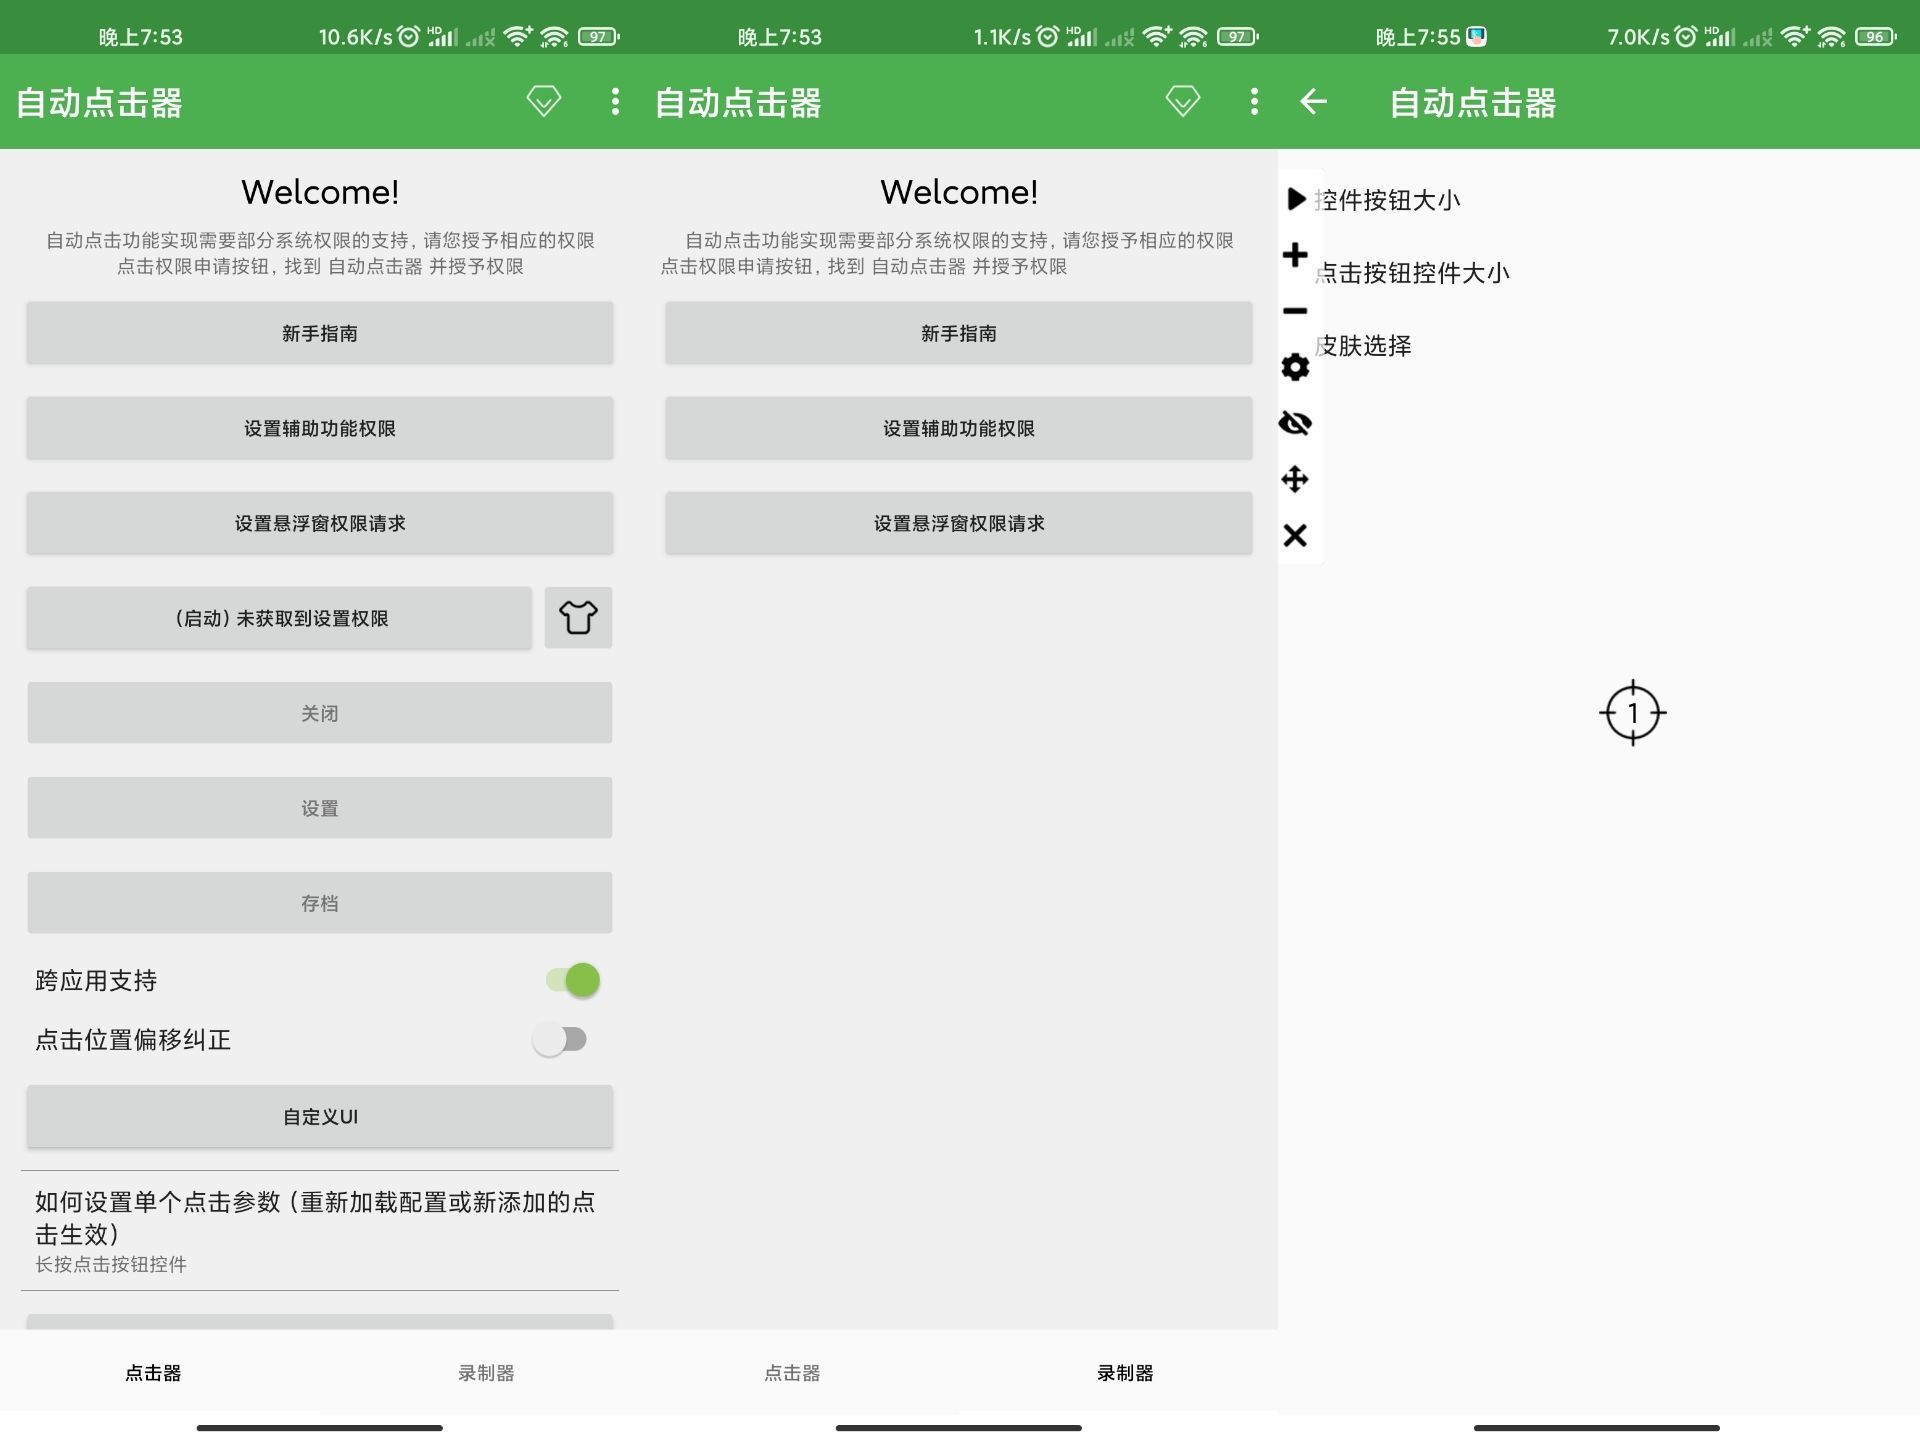 晚上7:53
10.6K/s
HD
6
97
自动点击器
Welcome!
自动点击功能实现需要部分系统权限的支持,请您授予相应的权限
点击权限申请按钮,找到 自动点击器 并授予权限
新手指南
设置辅助功能权限
设置悬浮窗权限请求
(启动)未获取到设置权限
关闭
设置
存档
跨应用支持
点击位置偏移纠正
自定义UI
如何设置单个点击参数(重新加载配置或新添加的点
击生效)
长按点击按钮控件
点击器
录制器
晚上7:53
1.1K/s
HD
6
97
自动点击器
Welcome!
自动点击功能实现需要部分系统权限的支持,请您授予相应的权限
点击权限申请按钮,找到 自动点击器 并授予权限
新手指南
设置辅助功能权限
设置悬浮窗权限请求
点击器
录制器
晚上7:55
7.0K/s
HD
6
96
自动点击器
控件按钮大小
点击按钮控件大小
皮肤选择
1